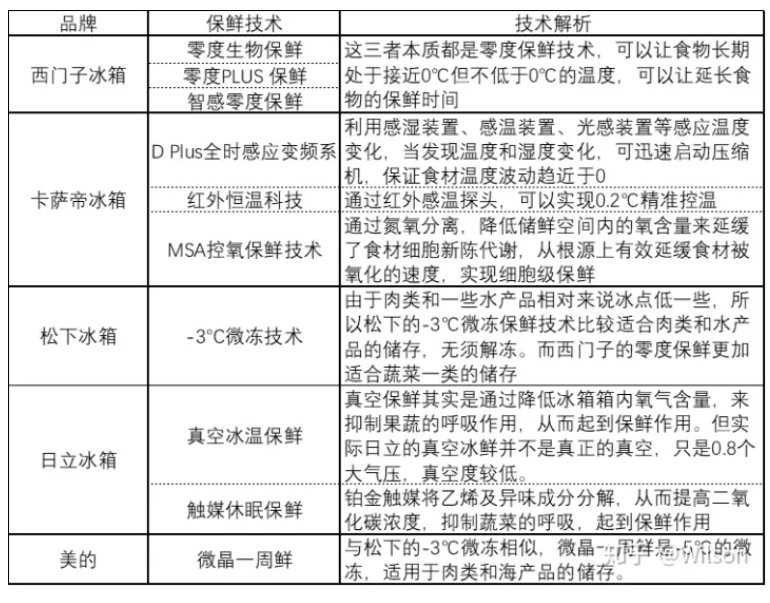 品牌 保鲜技术 技术解析
西门子冰箱
零度生物保鲜
零度PLUS 保鲜
智感零度保鲜
这三者本质都是零度保鲜技术，可以让食物长期
处于接近0℃但不低于0℃的温度，可以让延长食
物的保鲜时间
卡萨帝冰箱
D Plus全时感应变频系
利用感湿装置、感温装置、光感装置等感应温度
变化，当发现温度和湿度变化，可迅速启动压缩
机，保证食材温度波动趋近于0
红外恒温科技
通过红外感温探头，可以实现0.2℃精准控温
MSA控氧保鲜技术
通过氮氧分离，降低储鲜空间内的氧含量来延缓
了食材细胞新陈代谢，从根源上有效延缓食材被
氧化的速度，实现细胞级保鲜
松下冰箱
-3℃微冻技术
由于肉类和一些水产品相对来说冰点低一些，所
以松下的-3℃微冻保鲜技术比较适合肉类和水产
品的储存，无须解冻。而西门子的零度保鲜更加
适合蔬菜一类的储存
日立冰箱
真空冰温保鲜
真空保鲜其实是通过降低冰箱箱内氧气含量，来
抑制果蔬的呼吸作用，从而起到保鲜作用。但实
际日立的真空冰鲜并不是真正的真空，只是0.8个
大气压，真空度较低。
触媒休眠保鲜
铂金触媒将乙烯及异味成分分解，从而提高二氧
化碳浓度，抑制蔬菜的呼吸，起到保鲜作用
美的
微晶一周鲜
与松下的-3℃微冻相似，微晶一周鲜是-5℃的微
冻，适用于肉类和海产品的储存。
知乎 @Wilson